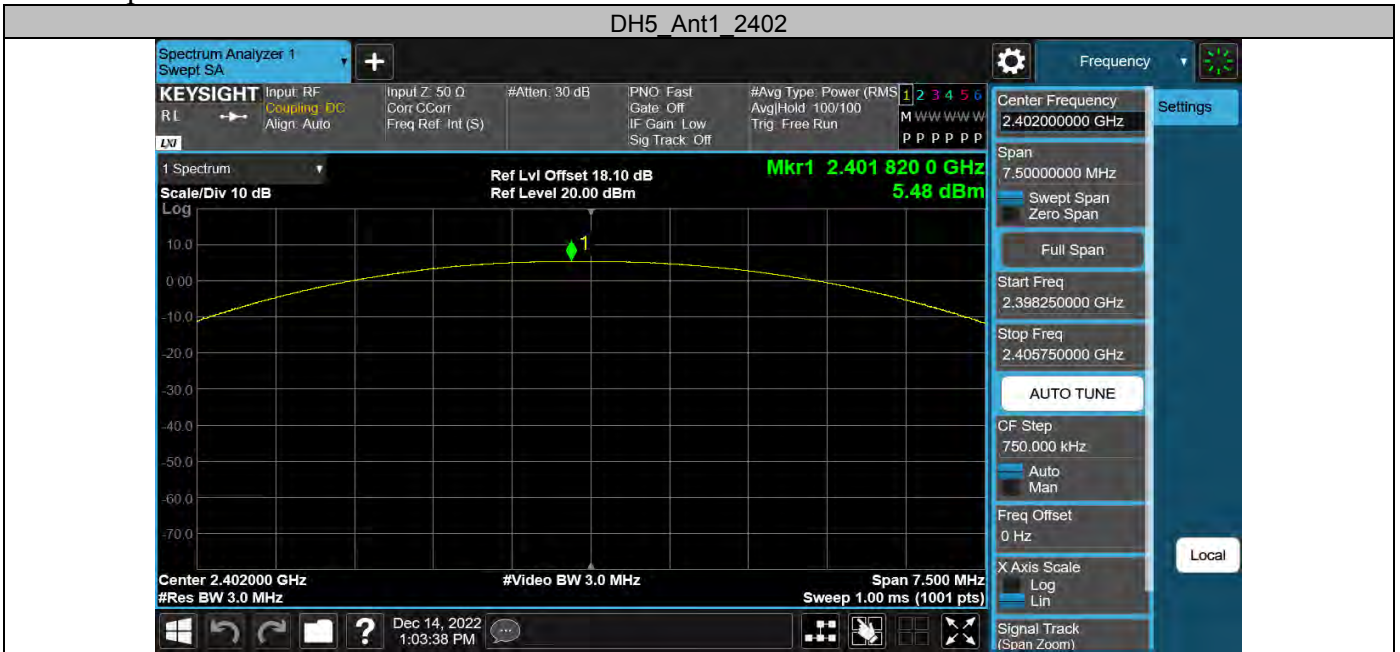 DH5_Ant1_2402
Spectrum Analyzer 1
Swept SA
Frequency
KEYSIGHT
RL
LXI
Input: RF
Coupling: DC
Align: Auto
Input Z: 50 Ω
Corr CCorr
Freq Ref: Int (S)
#Atten: 30 dB
PNO: Fast
Gate: Off
IF Gain: Low
Sig Track: Off
#Avg Type: Power (RMS
Avg|Hold: 100/100
Trig: Free Run
1 2 3 4 5 6
M W W W W W
P P P P P P
1 Spectrum
Scale/Div 10 dB
Ref Lvl Offset 18.10 dB
Ref Level 20.00 dBm
Mkr1 2.401 820 0 GHz
5.48 dBm
Log
1
10.0
0.00
-10.0
-20.0
-30.0
-40.0
-50.0
-60.0
-70.0
Center 2.402000 GHz
#Video BW 3.0 MHz
Span 7.500 MHz
#Res BW 3.0 MHz
Sweep 1.00 ms (1001 pts)
Center Frequency
2.402000000 GHz
Settings
Span
7.50000000 MHz
Swept Span
Zero Span
Full Span
Start Freq
2.398250000 GHz
Stop Freq
2.405750000 GHz
AUTO TUNE
CF Step
750.000 kHz
Auto
Man
Freq Offset
0 Hz
X Axis Scale
Log
Lin
Local
Signal Track
(Span Zoom)
?
Dec 14, 2022
1:03:38 PM